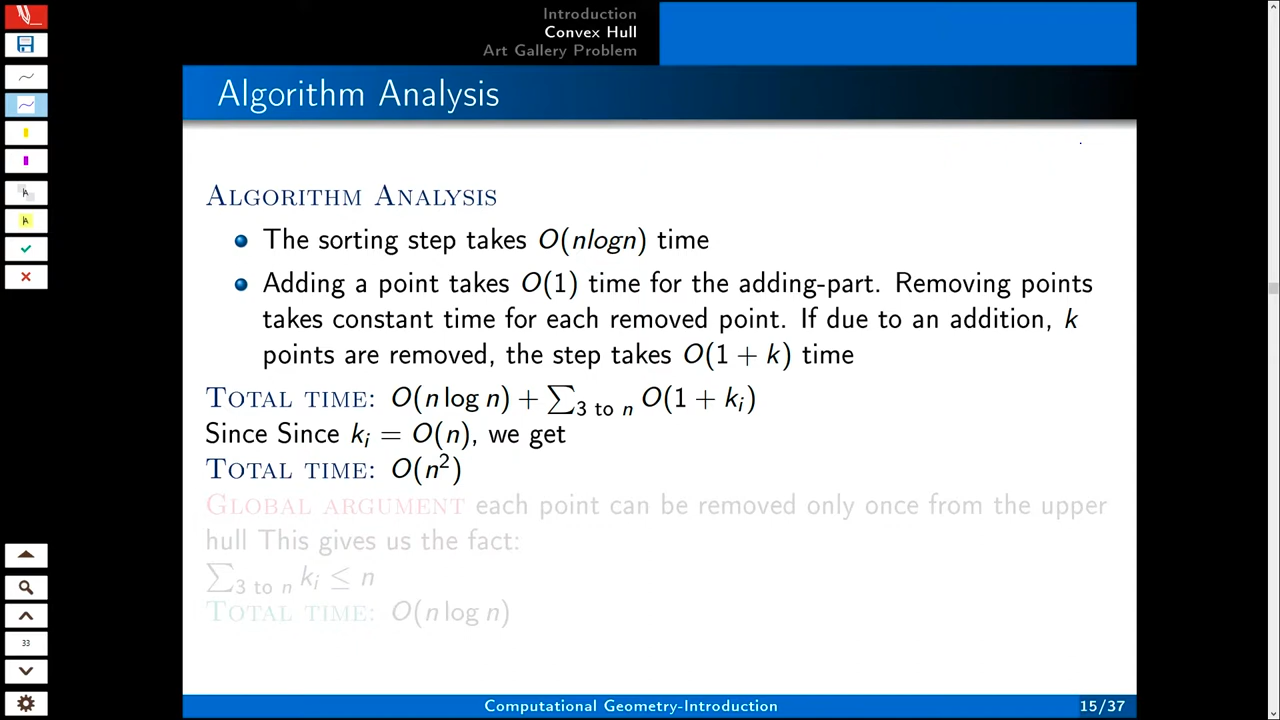 Introduction
Convex Hull
Art Gallery Problem
Algorithm Analysis
Algorithm Analysis
The sorting step takes O(nlogn) time
Adding a point takes O(1) time for the adding-part. Removing points
takes constant time for each removed point. If due to an addition, k
points are removed, the step takes O(1 + k) time
Total time: O(n log n) + ∑3 to n O(1 + ki)
Since Since ki = O(n), we get
Total time: O(n²)
Global argument each point can be removed only once from the upper
hull This gives us the fact:
∑3 to n ki ≤ n
Total time: O(n log n)
33
Computational Geometry-Introduction
15/37